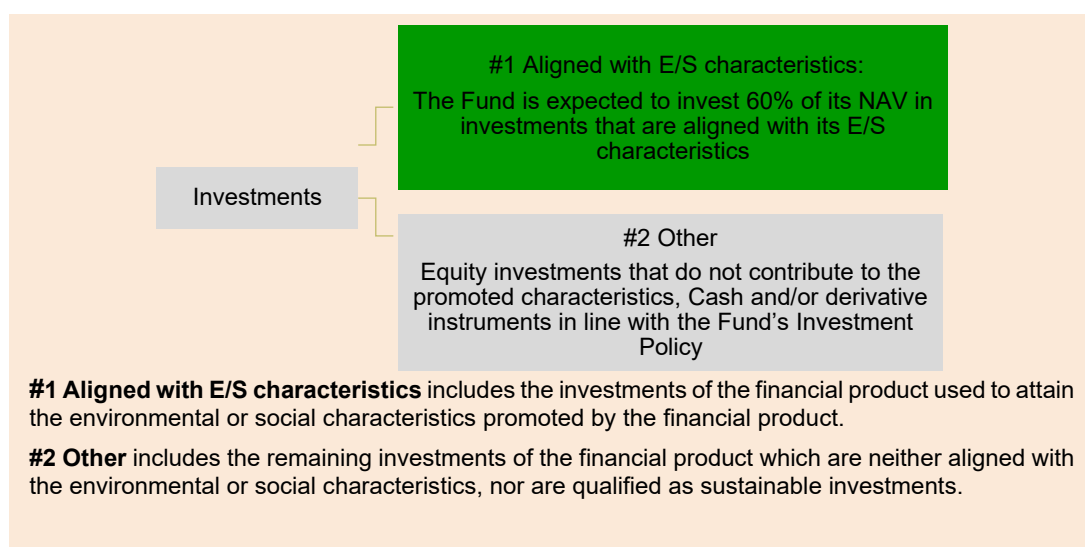 #1 Aligned with E/S characteristics:
The Fund is expected to invest 60% of its NAV in
investments that are aligned with its E/S
characteristics
Investments
#2 Other
Equity investments that do not contribute to the
promoted characteristics, Cash and/or derivative
instruments in line with the Fund’s Investment
Policy
#1 Aligned with E/S characteristics includes the investments of the financial product used to attain
the environmental or social characteristics promoted by the financial product.
#2 Other includes the remaining investments of the financial product which are neither aligned with
the environmental or social characteristics, nor are qualified as sustainable investments.